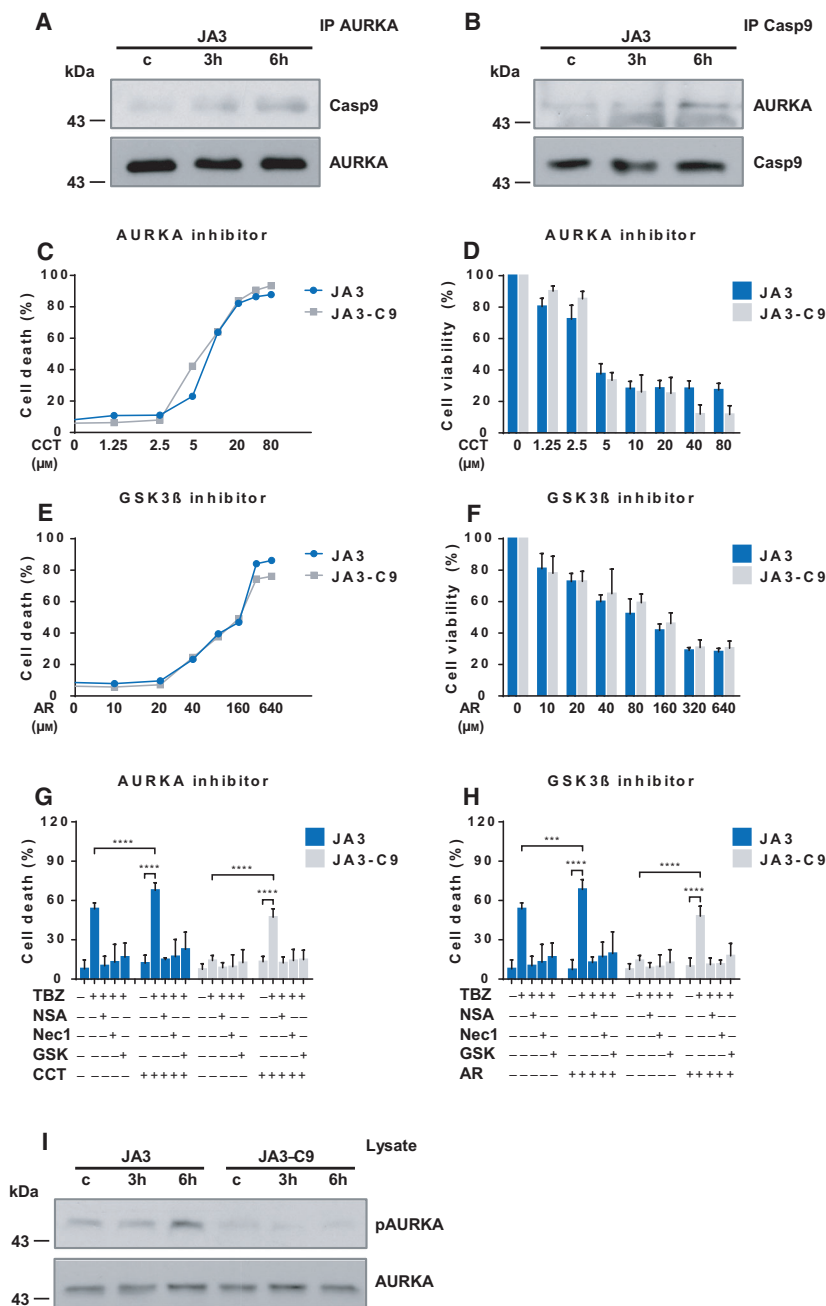 A
IP AURKA
JA3
c 3h 6h
kDa
Casp9
43
AURKA
43
B
IP Casp9
JA3
c 3h 6h
kDa
AURKA
43
Casp9
43
C
AURKA inhibitor
Cell death (%)
100
80
60
40
20
0
JA3
JA3-C9
CCT 0 1.25 2.5 5 10 20 80
(µM)
D
AURKA inhibitor
Cell viability (%)
100
80
60
40
20
0
JA3
JA3-C9
CCT 0 1.25 2.5 5 10 20 40 80
(µM)
E
GSK3ß inhibitor
Cell death (%)
100
80
60
40
20
0
JA3
JA3-C9
AR 0 10 20 40 160 640
(µM)
F
GSK3ß inhibitor
Cell viability (%)
100
80
60
40
20
0
JA3
JA3-C9
AR 0 10 20 40 80 160 320 640
(µM)
G
AURKA inhibitor
Cell death (%)
120
90
60
30
0
**** **** **** ****
JA3
JA3-C9
TBZ – + + + + – + + + + – + + + + – + + + +
NSA – – + – – – – + – – – – + – – – – + – –
Nec1 – – – + – – – – + – – – – + – – – – + –
GSK – – – – + – – – – + – – – – + – – – – +
CCT – – – – – + + + + + – – – – – + + + + +
H
GSK3ß inhibitor
Cell death (%)
120
90
60
30
0
*** **** **** ****
JA3
JA3-C9
TBZ – + + + + – + + + + – + + + + – + + + +
NSA – – + – – – – + – – – – + – – – – + – –
Nec1 – – – + – – – – + – – – – + – – – – + –
GSK – – – – + – – – – + – – – – + – – – – +
AR – – – – – + + + + + – – – – – + + + + +
I
Lysate
JA3 JA3–C9
c 3h 6h c 3h 6h
kDa
pAURKA
43
AURKA
43